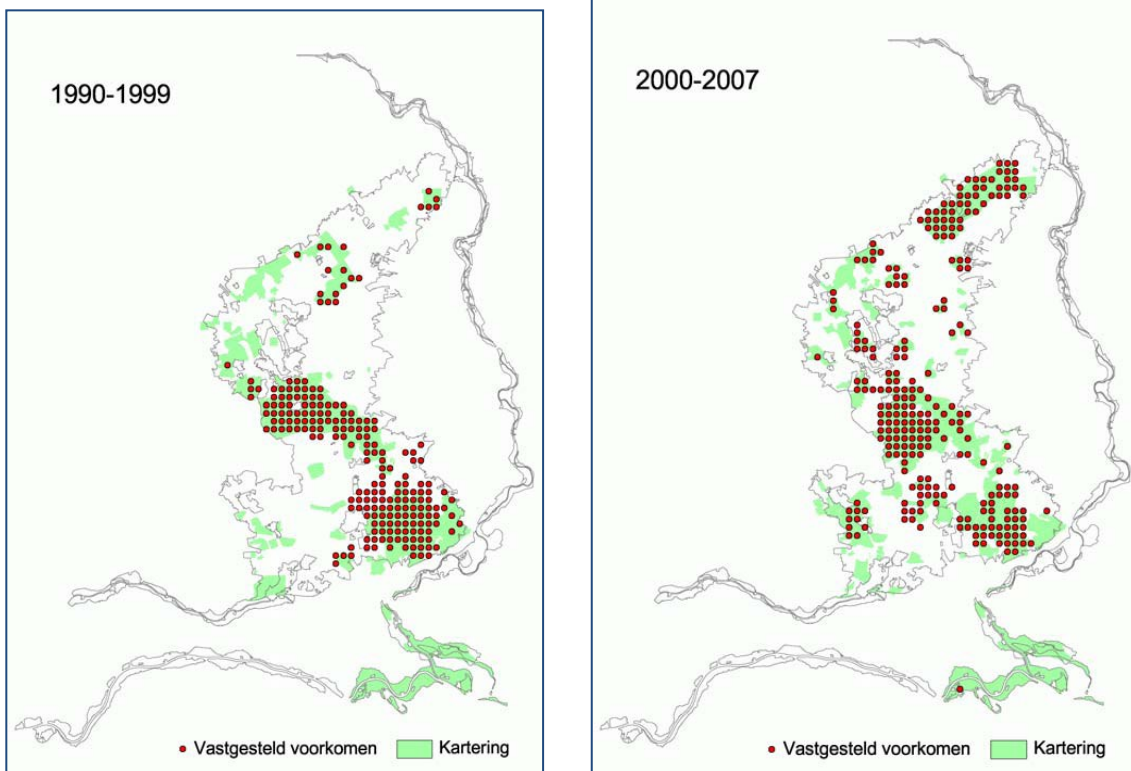 1990-1999
Vastgesteld voorkomen
Kartering
2000-2007
Vastgesteld voorkomen
Kartering